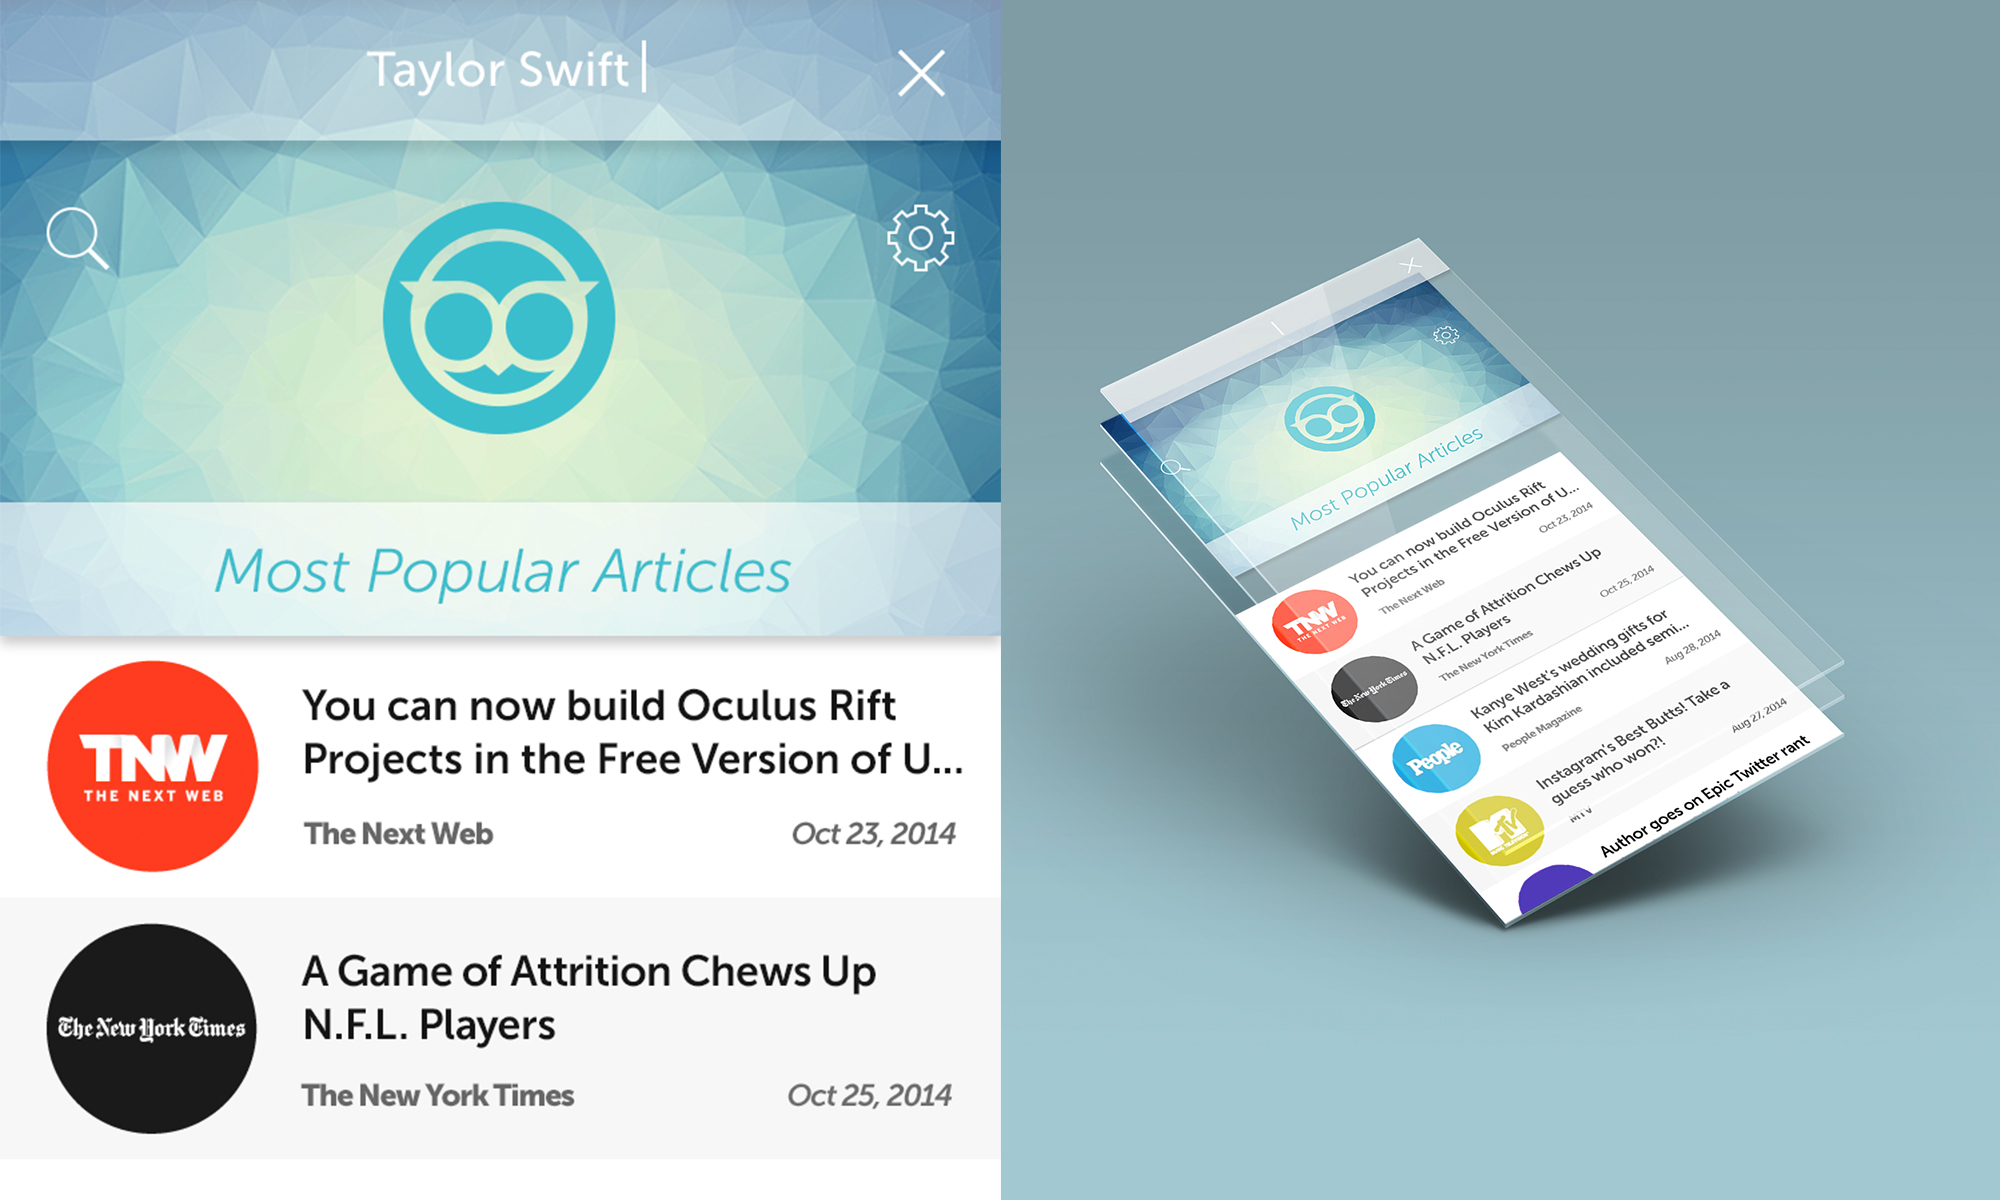 Taylor Swift
Most Popular Articles
TNW
THE NEXT WEB
You can now build Oculus Rift
Projects in the Free Version of U...
The Next Web
Oct 23, 2014
The New York Times
A Game of Attrition Chews Up
N.F.L. Players
The New York Times
Oct 25, 2014
Most Popular Articles
TNW
THE NEXT WEB
You can now build Oculus Rift
Projects in the Free Version of U...
The Next Web
Oct 23, 2014
The New York Times
A Game of Attrition Chews Up
N.F.L. Players
The New York Times
Oct 25, 2014
People
Kanye West's wedding gifts for
Kim Kardashian included semi...
People Magazine
Aug 28, 2014
MTV
Instagram's Best Butts! Take a
guess who won?!
MTV
Aug 27, 2014
Author goes on Epic Twitter rant